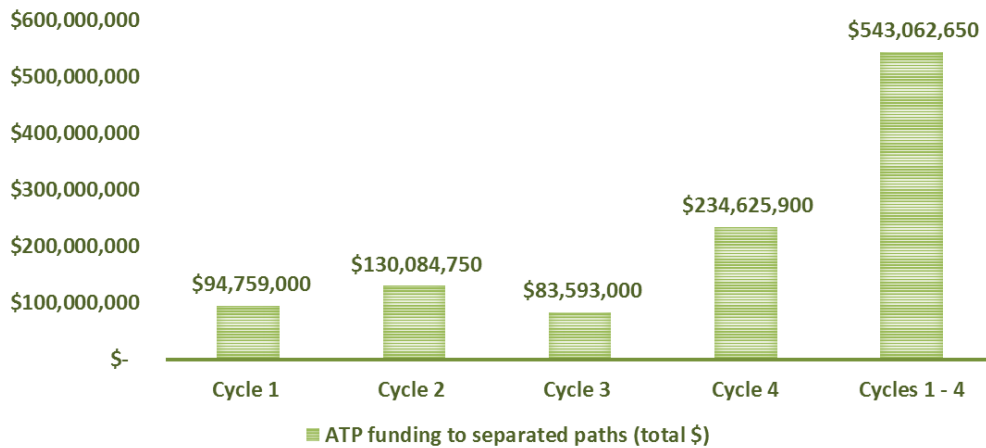 $600,000,000
$500,000,000
$400,000,000
$300,000,000
$200,000,000
$100,000,000
$-
$94,759,000
$130,084,750
$83,593,000
$234,625,900
$543,062,650
Cycle 1
Cycle 2
Cycle 3
Cycle 4
Cycles 1 - 4
ATP funding to separated paths (total $)